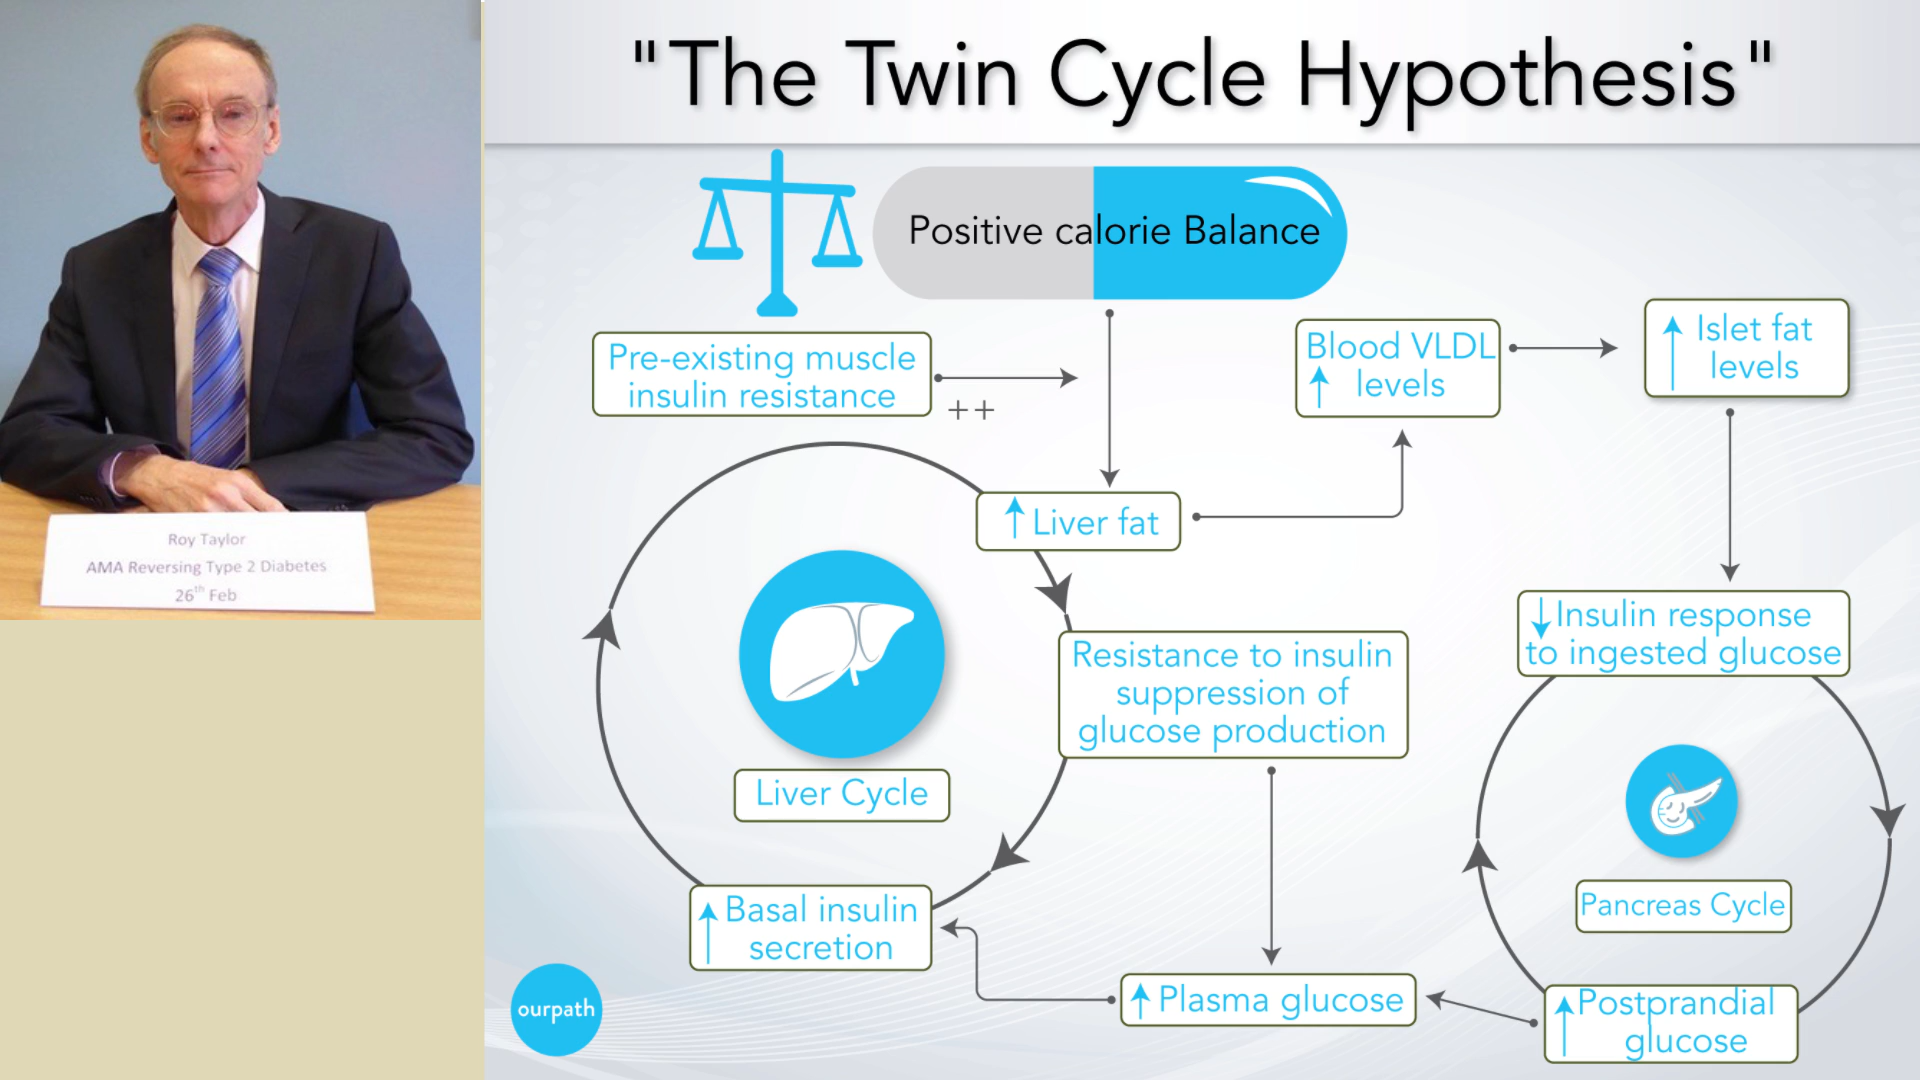 "The Twin Cycle Hypothesis"
Positive calorie Balance
Pre-existing muscle
insulin resistance
++
Blood VLDL
levels
Islet fat
levels
Liver fat
Insulin response
to ingested glucose
Resistance to insulin
suppression of
glucose production
Liver Cycle
Pancreas Cycle
Basal insulin
secretion
Plasma glucose
Postprandial
glucose
ourpath
Roy Taylor
AMA Reversing Type 2 Diabetes
26th Feb